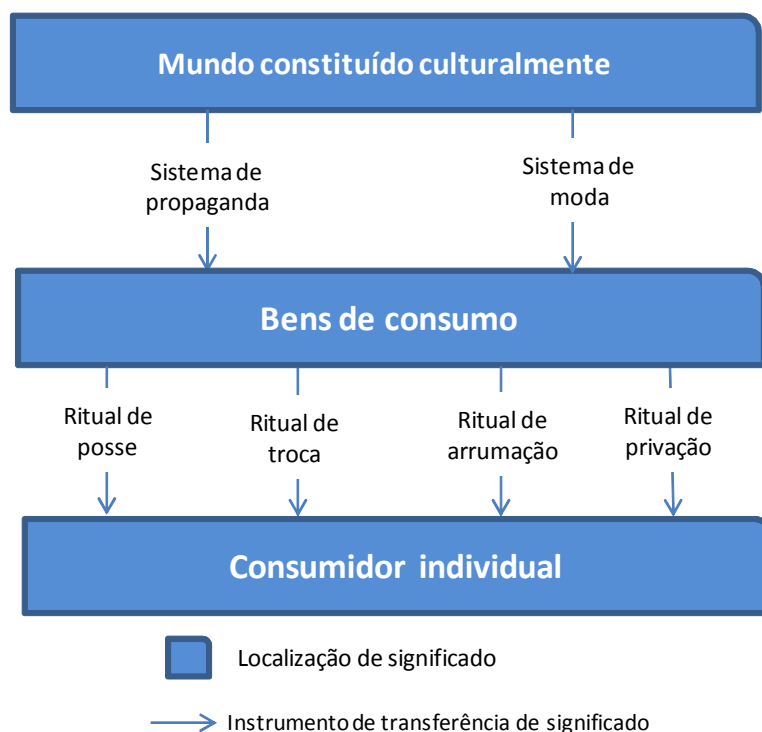 Mundo constituído culturalmente
Sistema de
propaganda
Sistema de
moda
Bens de consumo
Ritual de
posse
Ritual de
troca
Ritual de
arrumação
Ritual de
privação
Consumidor individual
Localização de significado
Instrumento de transferência de significado